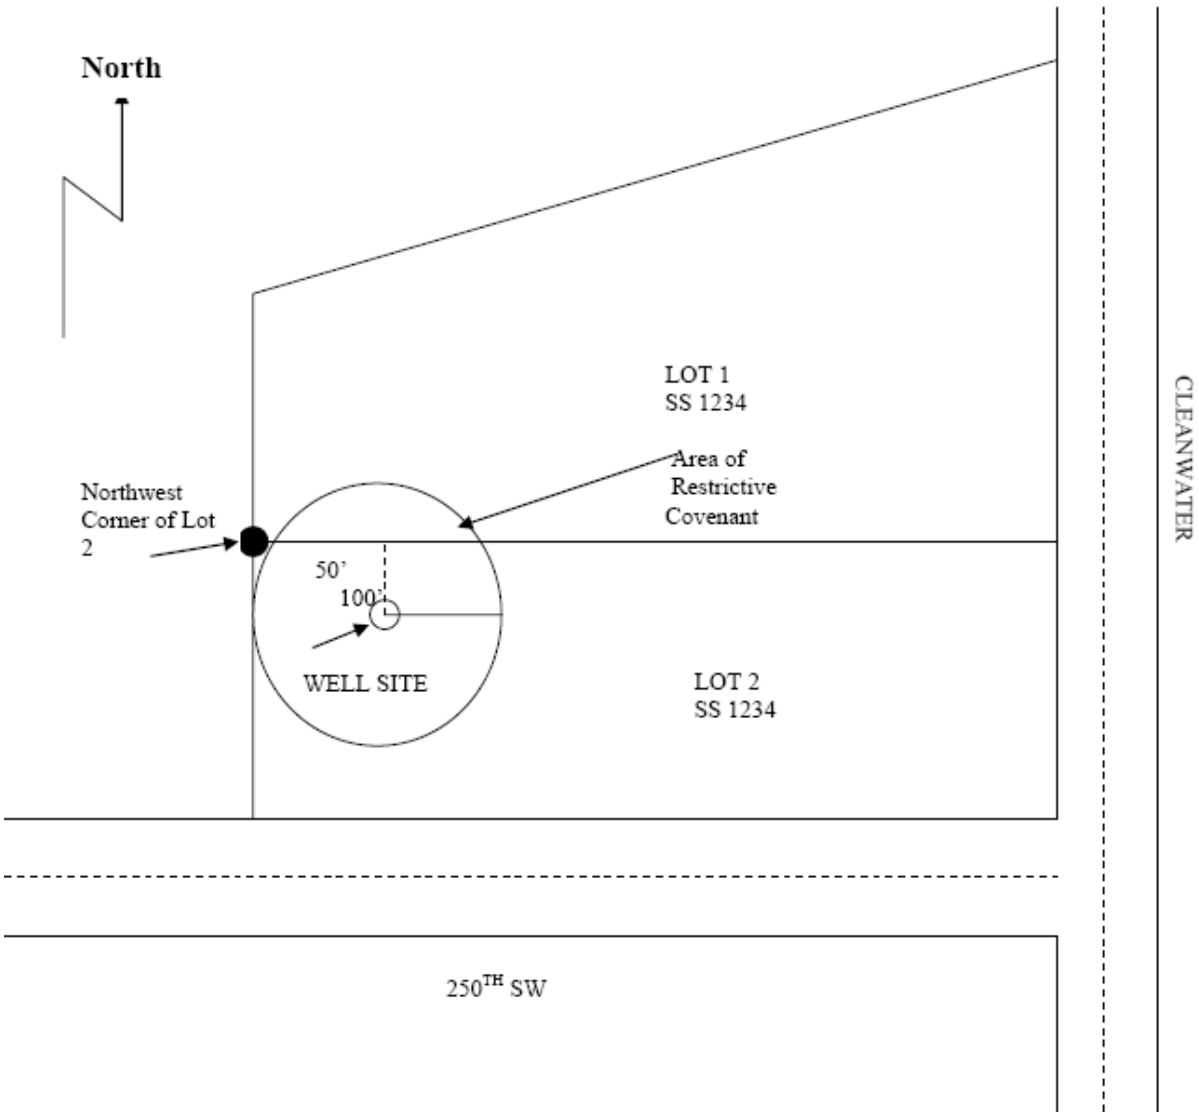 North
LOT 1
SS 1234
Area of
Restrictive
Covenant
Northwest
Corner of Lot
2
50’
100’
WELL SITE
LOT 2
SS 1234
250TH SW
CLEANWATER